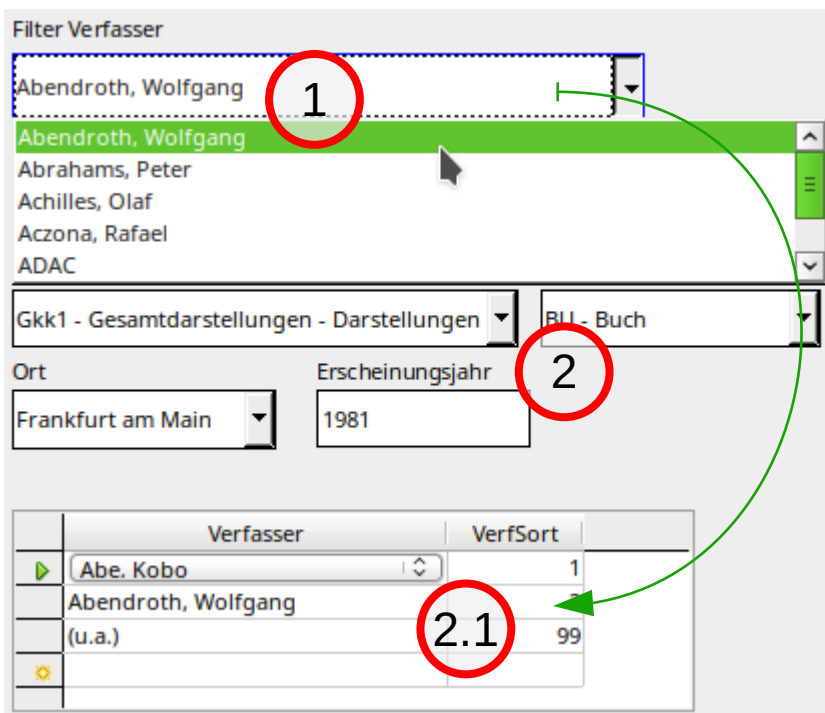 Filter Verfasser
Abendroth, Wolfgang
1
Abendroth, Wolfgang
Abrahams, Peter
Achilles, Olaf
Aczona, Rafael
ADAC
Gkk1 - Gesamtdarstellungen - Darstellungen
BU - Buch
2
Ort
Erscheinungsjahr
Frankfurt am Main
1981
Verfasser VerfSort
Abe. Kobo 1
Abendroth, Wolfgang
2.1
(u.a.) 99